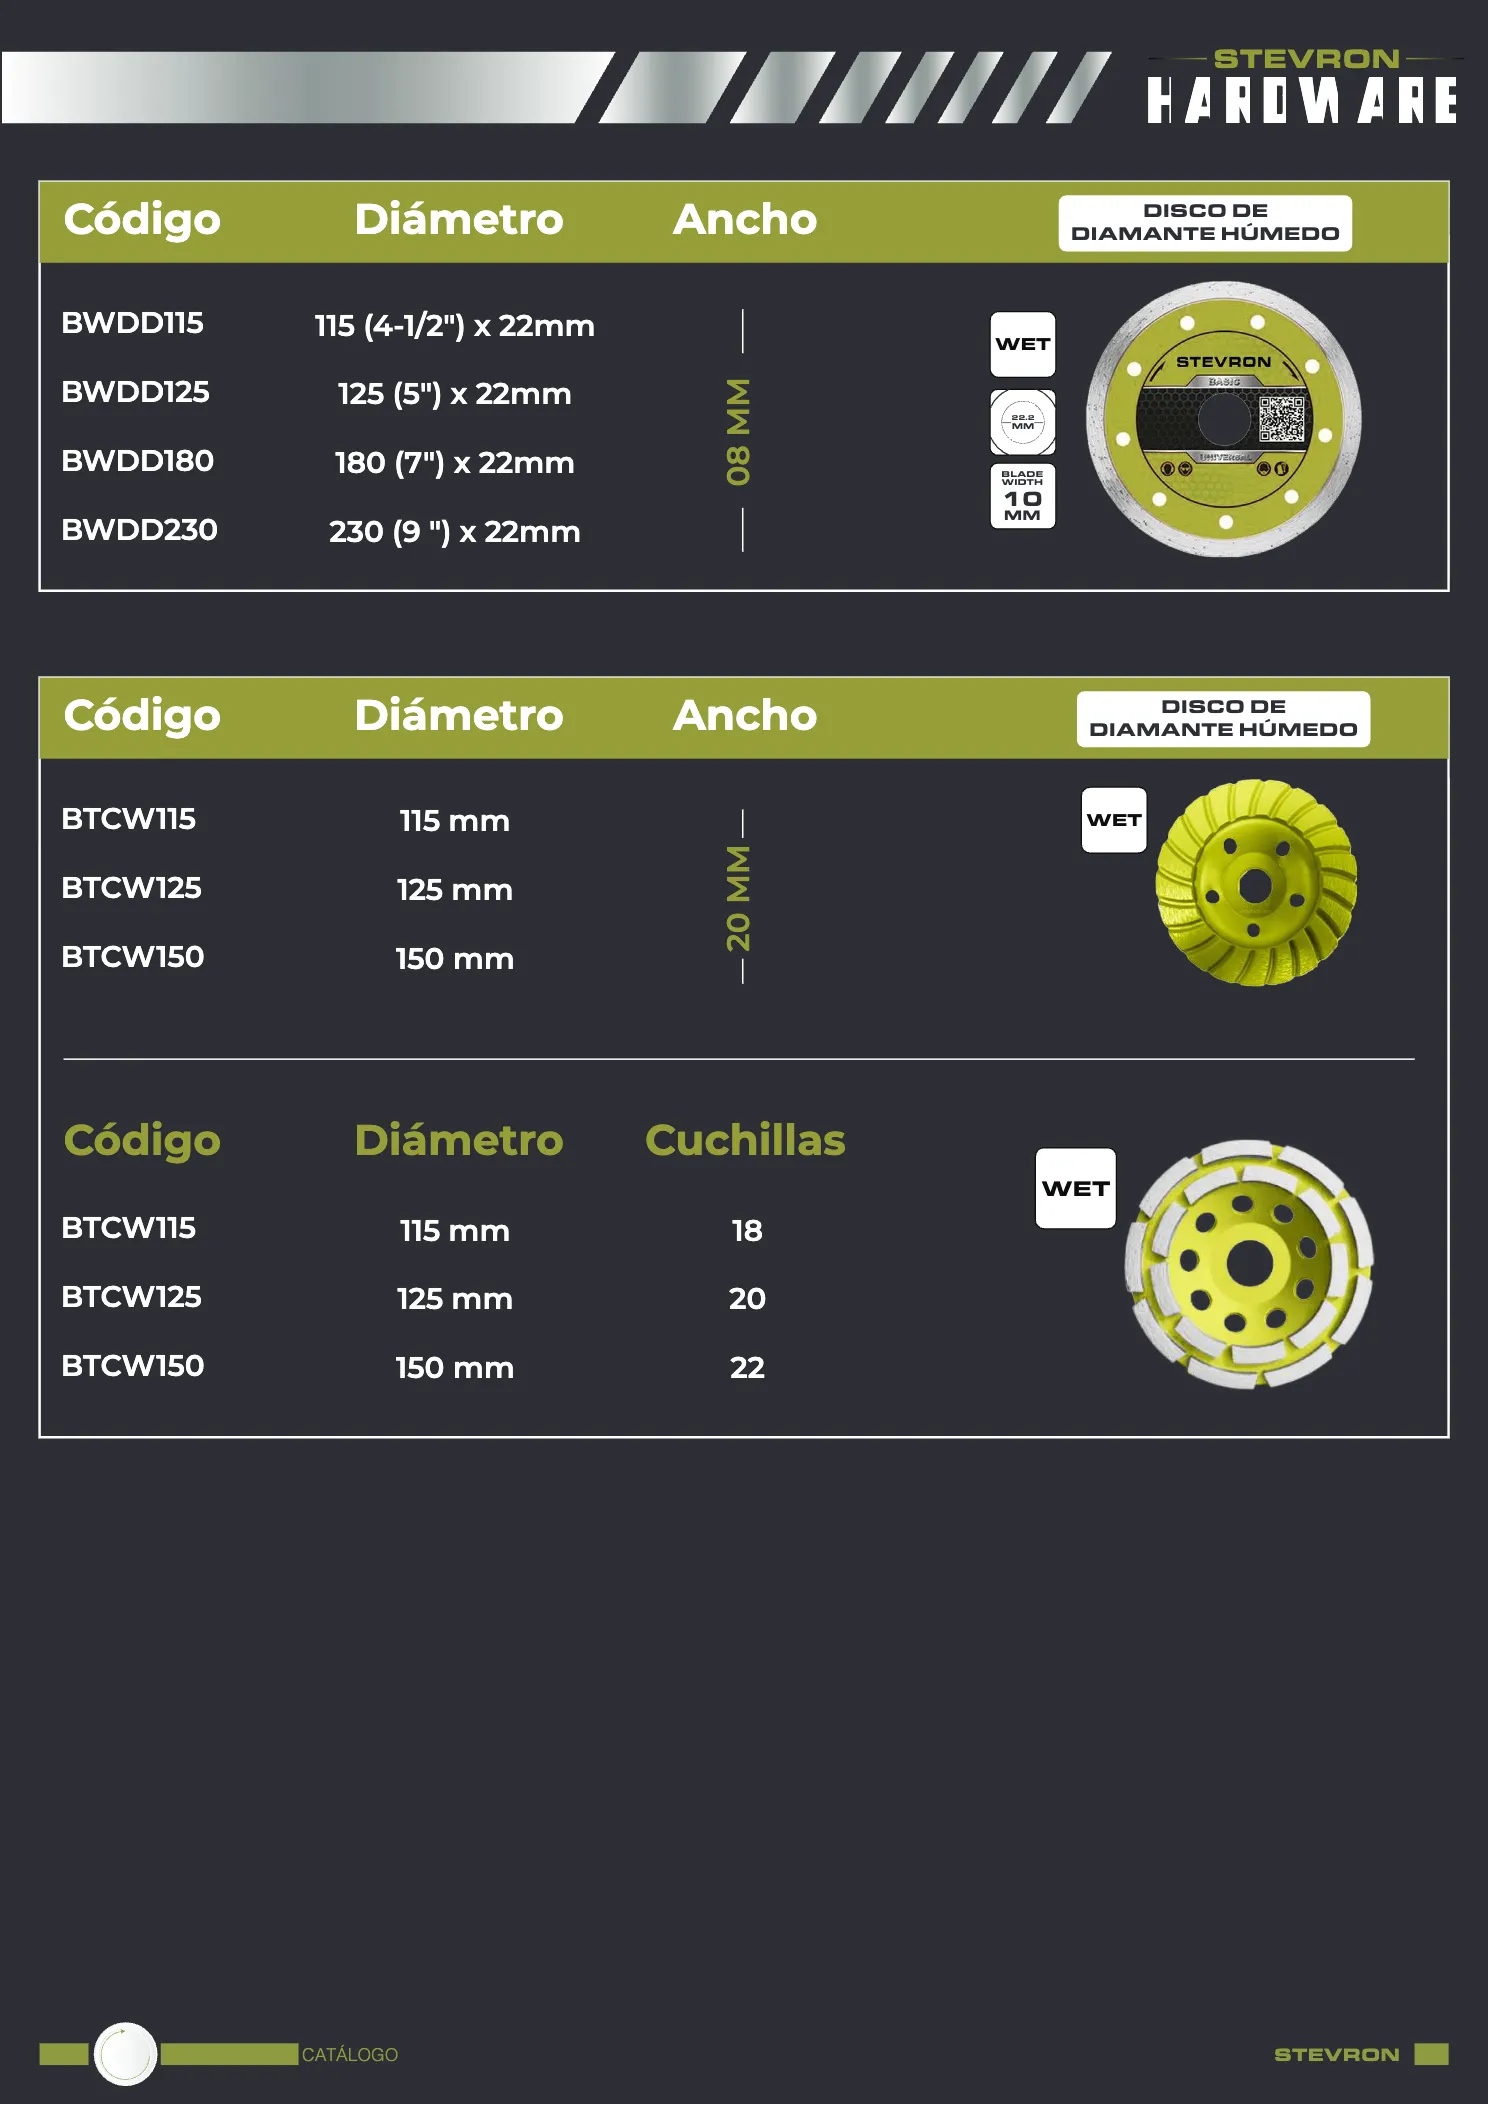 STEVRON
HARDWARE
Código Diámetro Ancho
DISCO DE
DIAMANTE HÚMEDO
BWDD115 115 (4-1/2") x 22mm
BWDD125 125 (5") x 22mm
BWDD180 180 (7") x 22mm
BWDD230 230 (9 ") x 22mm
08 MM
WET
22.2
MM
BLADE
WIDTH
10
MM
STEVRON
BASIC
UNIVERSAL
Código Diámetro Ancho
DISCO DE
DIAMANTE HÚMEDO
BTCW115 115 mm
BTCW125 125 mm
BTCW150 150 mm
20 MM
WET
Código Diámetro Cuchillas
BTCW115 115 mm 18
BTCW125 125 mm 20
BTCW150 150 mm 22
WET
CATÁLOGO
STEVRON